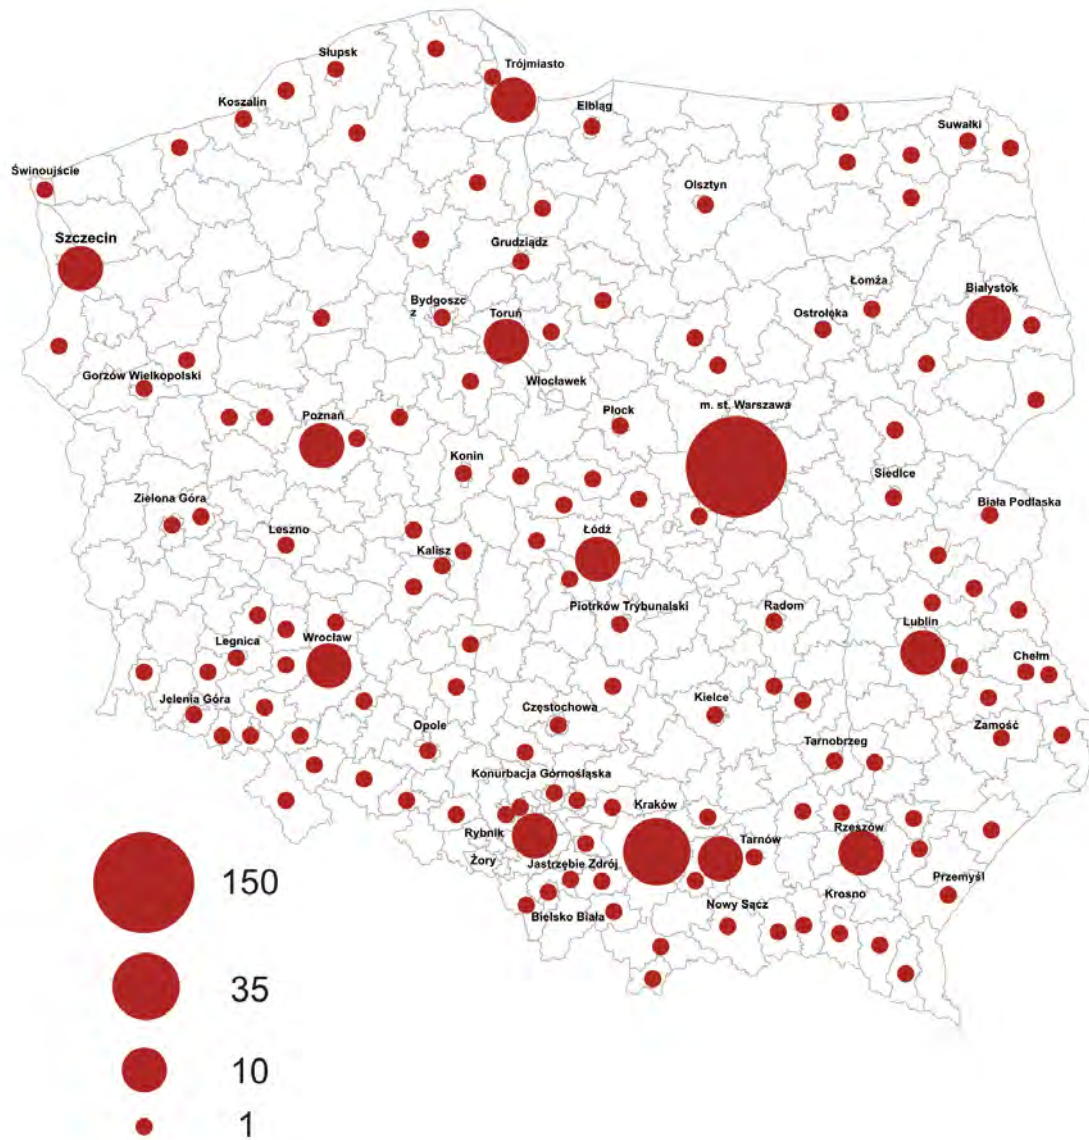 Słupsk
Trójmiasto
Koszalin
Elbląg
Suwałki
Świnoujście
Olsztyn
Szczecin
Grudziądz
Łomża
Białystok
Bydgoszc
z
Toruń
Ostrołęka
Gorzów Wielkopolski
Włocławek
m. st. Warszawa
Poznań
Płock
Konin
Siedlce
Zielona Góra
Biała Podlaska
Leszno
Łódź
Kalisz
Piotrków Trybunalski
Radom
Legnica
Wrocław
Lublin
Chełm
Jelenia Góra
Częstochowa
Kielce
Opole
Zamość
Tarnobrzeg
Konurbacja Górnośląska
Kraków
Rybnik
Tarnów
Rzeszów
Żory
Jastrzębie Zdrój
Przemyśl
Nowy Sącz
Krosno
Bielsko Biała
150
35
10
1